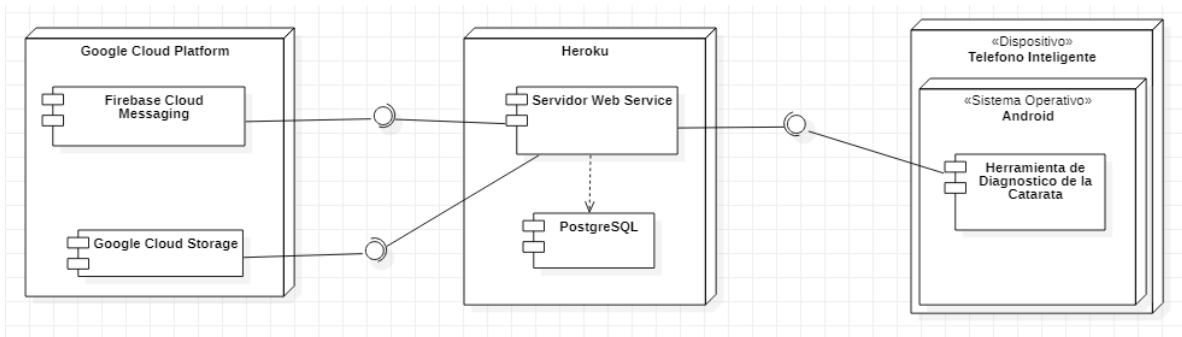 Google Cloud Platform
Firebase Cloud
Messaging
Google Cloud Storage
Heroku
Servidor Web Service
PostgreSQL
«Dispositivo»
Telefono Inteligente
«Sistema Operativo»
Android
Herramienta de
Diagnostico de la
Catarata